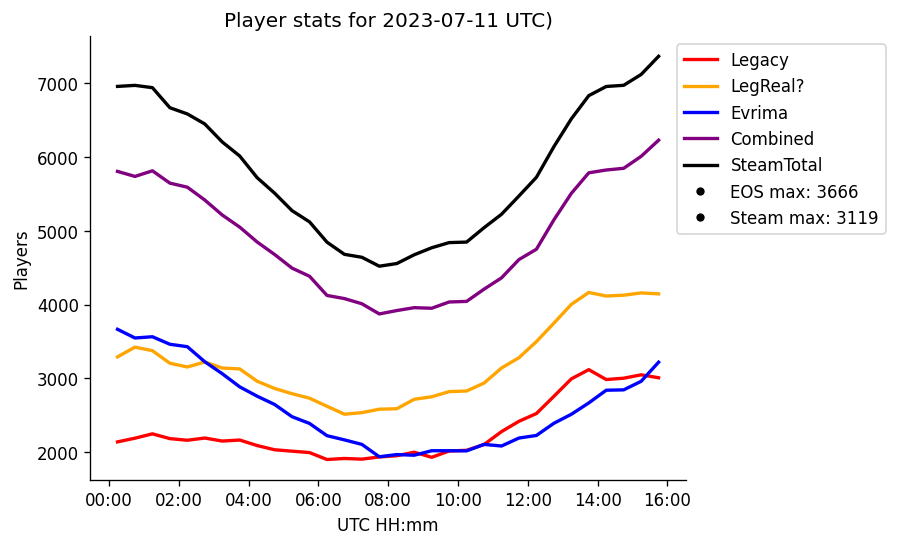 Player stats for 2023-07-11 UTC)
Legacy
LegReal?
Evrima
Combined
SteamTotal
EOS max: 3666
Steam max: 3119
Players
7000
6000
5000
4000
3000
2000
00:00 02:00 04:00 06:00 08:00 10:00 12:00 14:00 16:00
UTC HH:mm